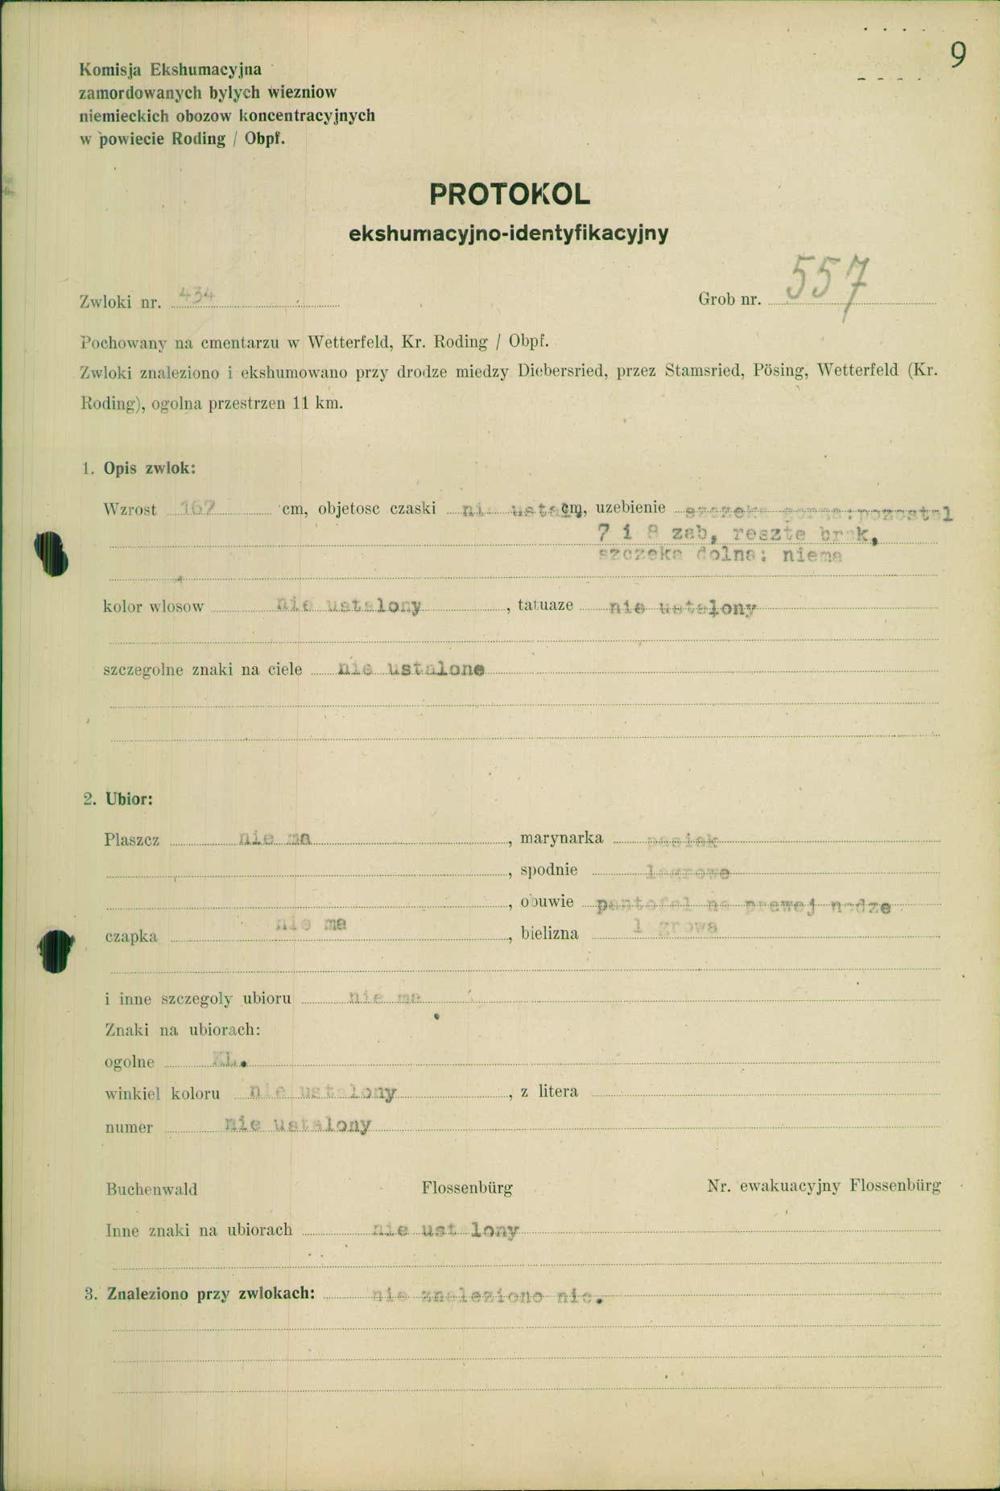 9
Komisja Ekshumacyjna
zamordowanych bylych wiezniow
niemieckich obozow koncentracyjnych
w powiecie Roding / Obpf.
PROTOKOL
ekshumacyjno-identyfikacyjny
Zwloki nr. 434 Grob nr. 557
Pochowany na cmentarzu w Wetterfeld, Kr. Roding / Obpf.
Zwloki znaleziono i ekshumowano przy drodze miedzy Diebersried, przez Stamsried, Pösing, Wetterfeld (Kr.
Roding), ogolna przestrzen 11 km.
1. Opis zwlok:
Wzrost 167 cm, objetosc czaski nie ustal cm, uzebienie szczeka gorna:pozostal
7 i 8 zab, reszte brak,
szczeka dolna: niema
kolor wlosow nie ustalony, tatuaze nie ustalony
szczegolne znaki na ciele nie ustalone
2. Ubior:
Plaszcz nie ma, marynarka pasiak
, spodnie lagrowe
, obuwie pantofel na prawej nodze
czapka nie ma, bielizna lagrowa
i inne szczegoly ubioru nie ma
Znaki na ubiorach:
ogolne KL.
winkiel koloru nie ustalony, z litera
numer nie ustalony
Buchenwald Flossenbürg Nr. ewakuacyjny Flossenbürg
Inne znaki na ubiorach nie ustalony
3. Znaleziono przy zwlokach: nie znaleziono nic.